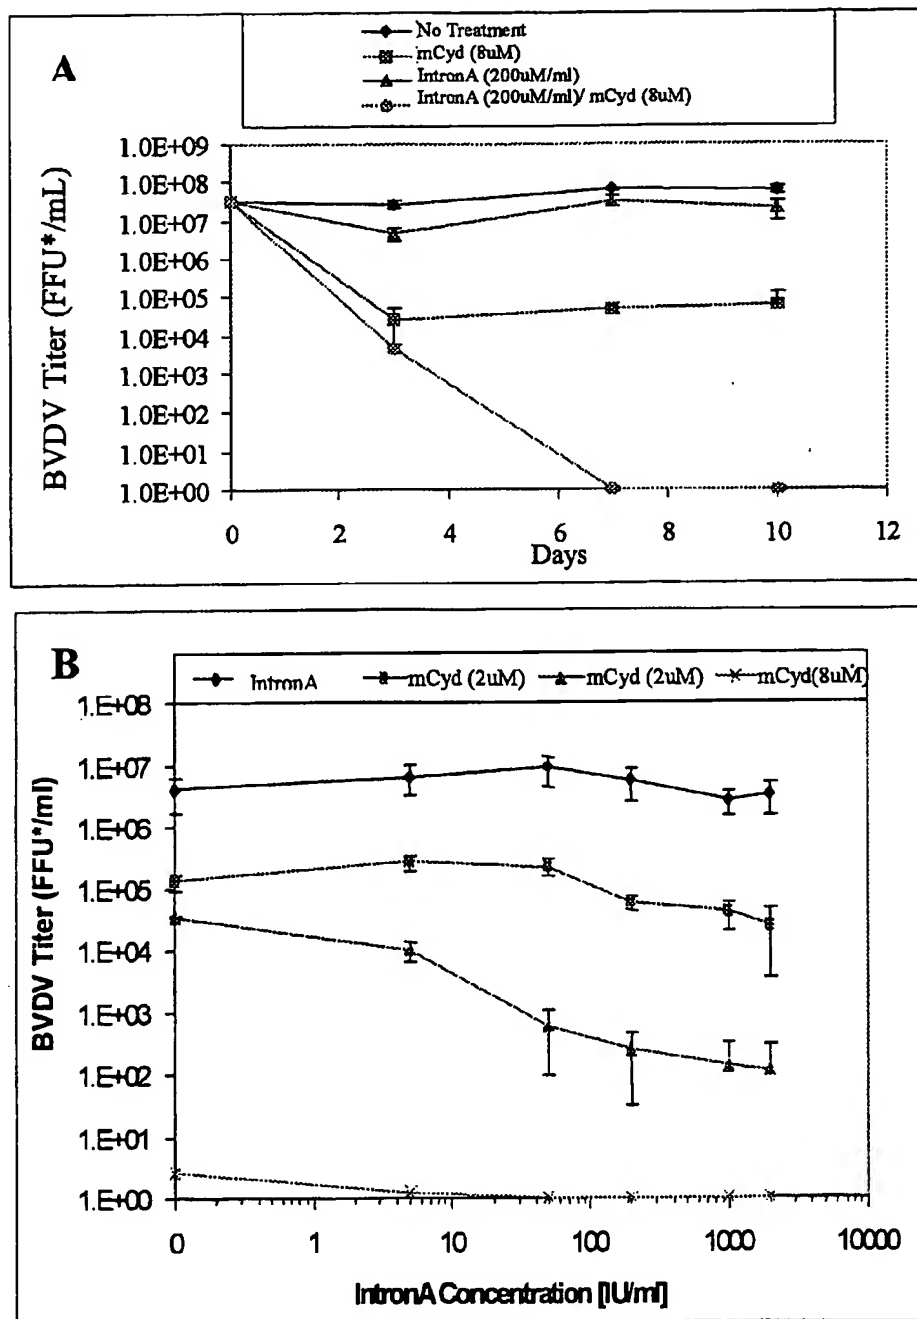 A
No Treatment
mCyd (8uM)
IntronA (200uM/ml)
IntronA (200uM/ml)/ mCyd (8uM)
BVDV Titer (FFU*/mL)
1.0E+09
1.0E+08
1.0E+07
1.0E+06
1.0E+05
1.0E+04
1.0E+03
1.0E+02
1.0E+01
1.0E+00
0 2 4 6 8 10 12
Days
B
IntronA mCyd (2uM) mCyd (2uM) mCyd(8uM)
BVDV Titer (FFU*/ml)
1.E+08
1.E+07
1.E+06
1.E+05
1.E+04
1.E+03
1.E+02
1.E+01
1.E+00
0 1 10 100 1000 10000
IntronA Concentration [IU/ml]